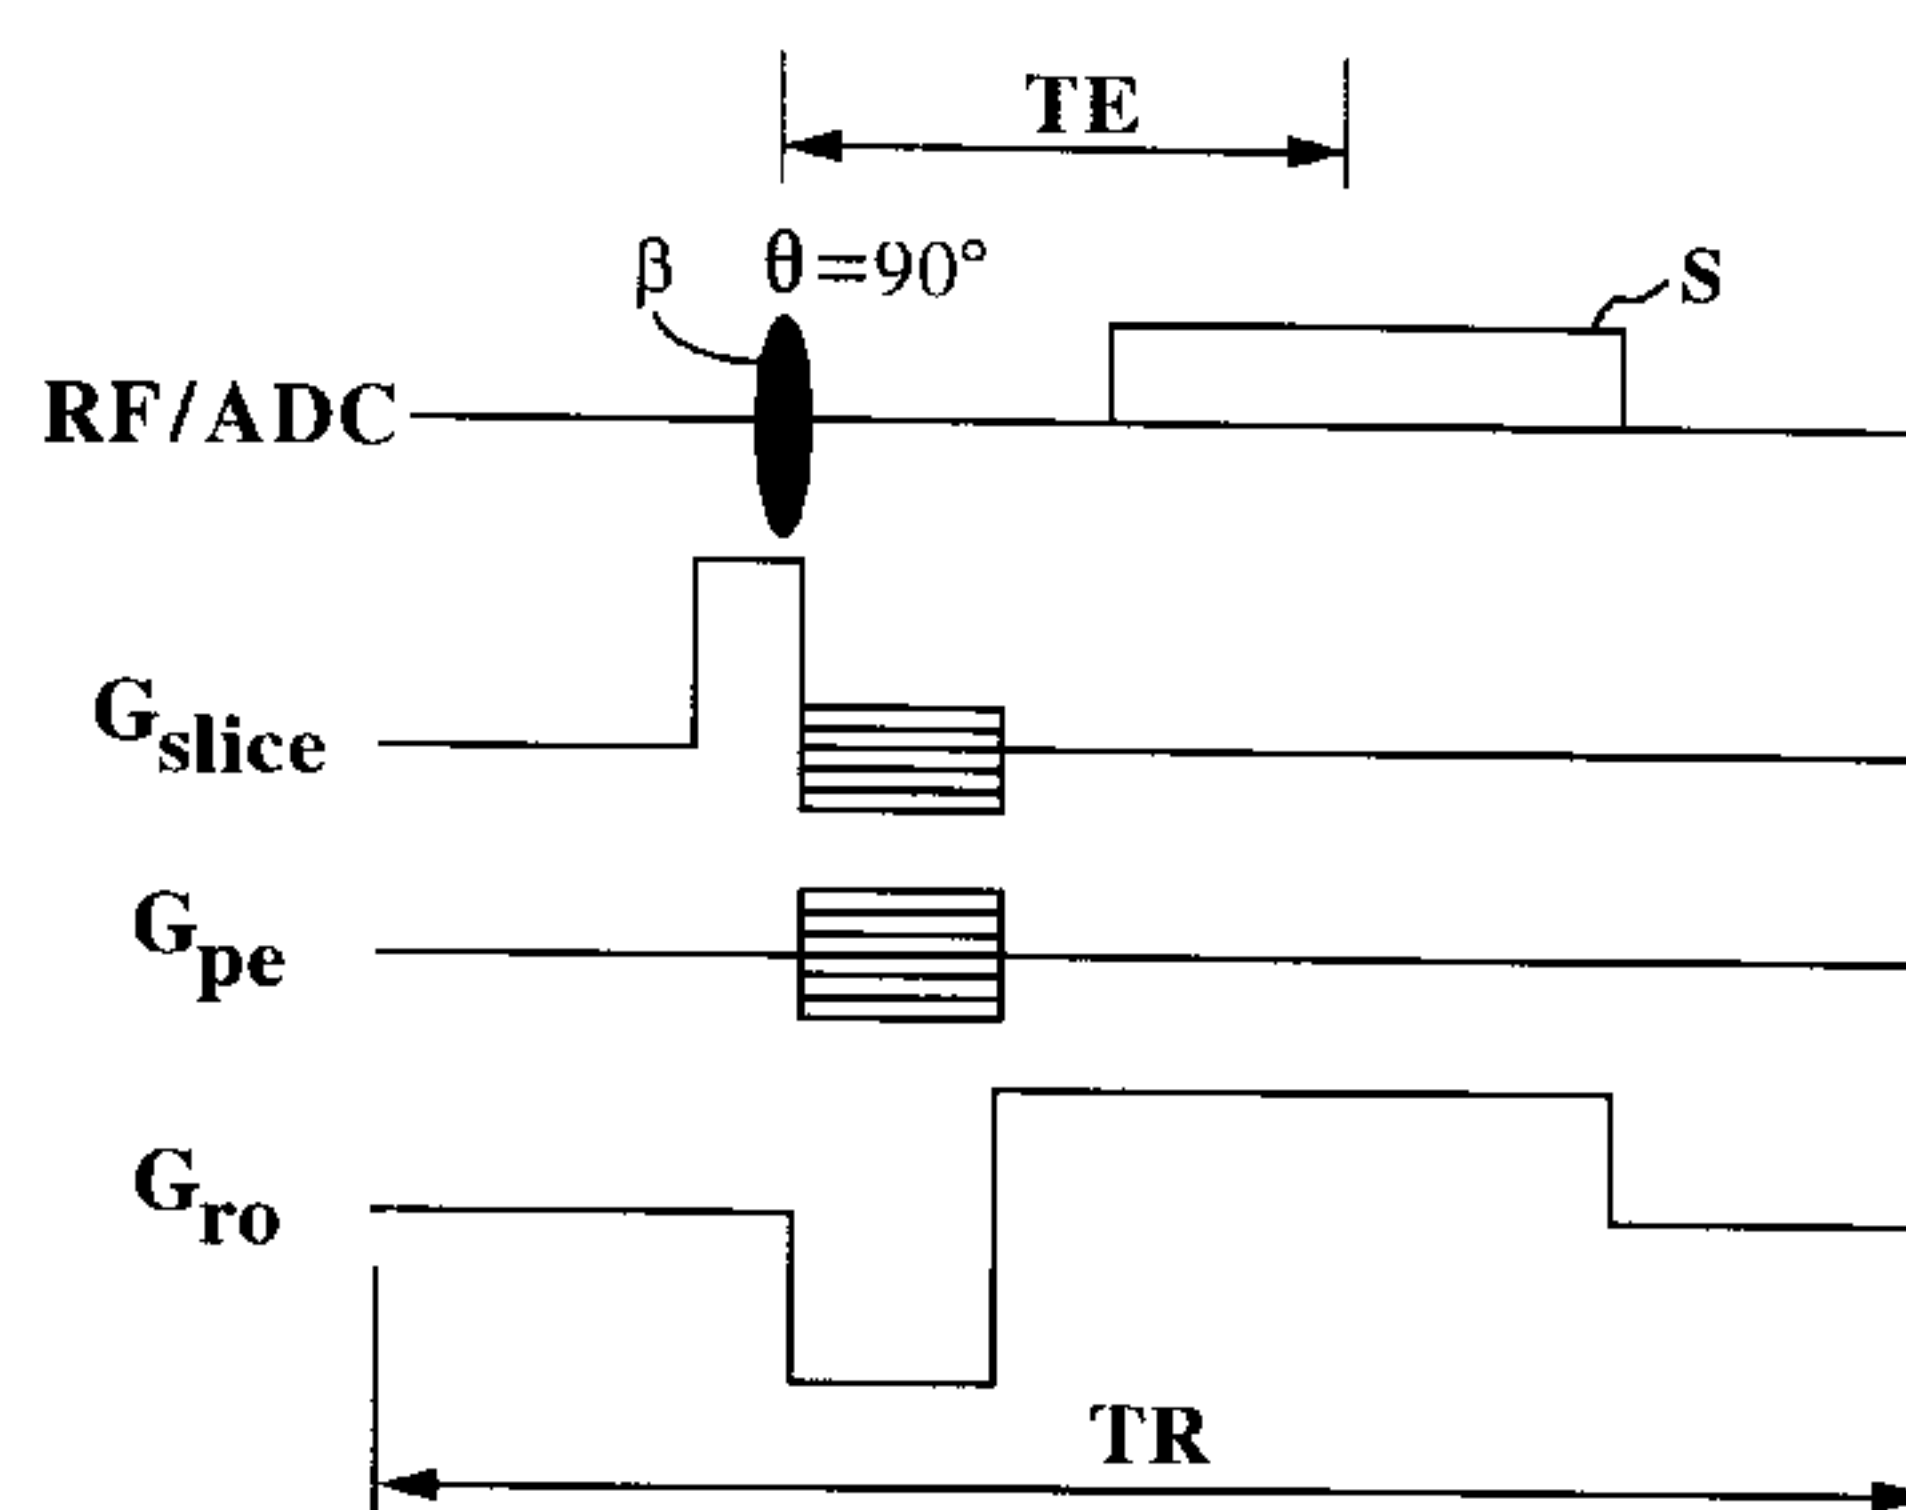 TE
β θ=90°
S
RF/ADC
Gslice
Gpe
Gro
TR